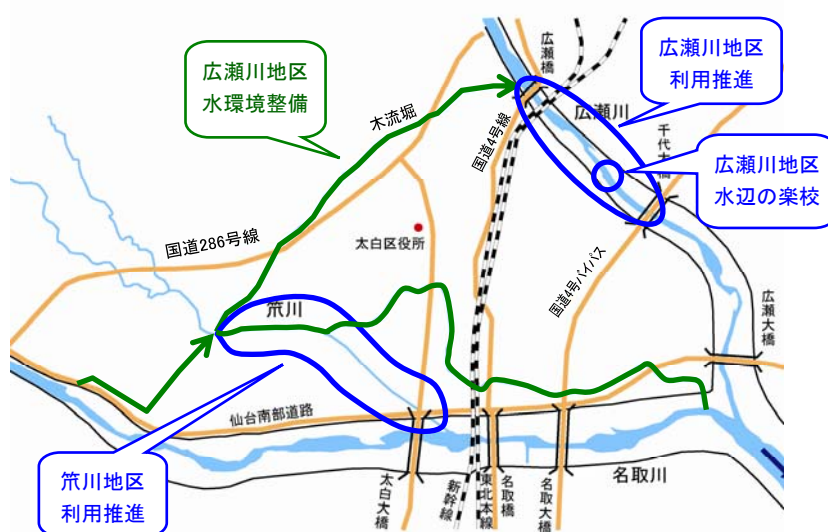 広瀬川地区
水環境整備
木流堀
広瀬橋
国道4号線
広瀬川
千代大橋
広瀬川地区
利用推進
広瀬川地区
水辺の楽校
国道286号線
太白区役所
国道4号バイパス
広瀬大橋
笊川
仙台南部道路
笊川地区
利用推進
太白大橋
新幹線
東北本線
名取橋
名取大橋
名取川